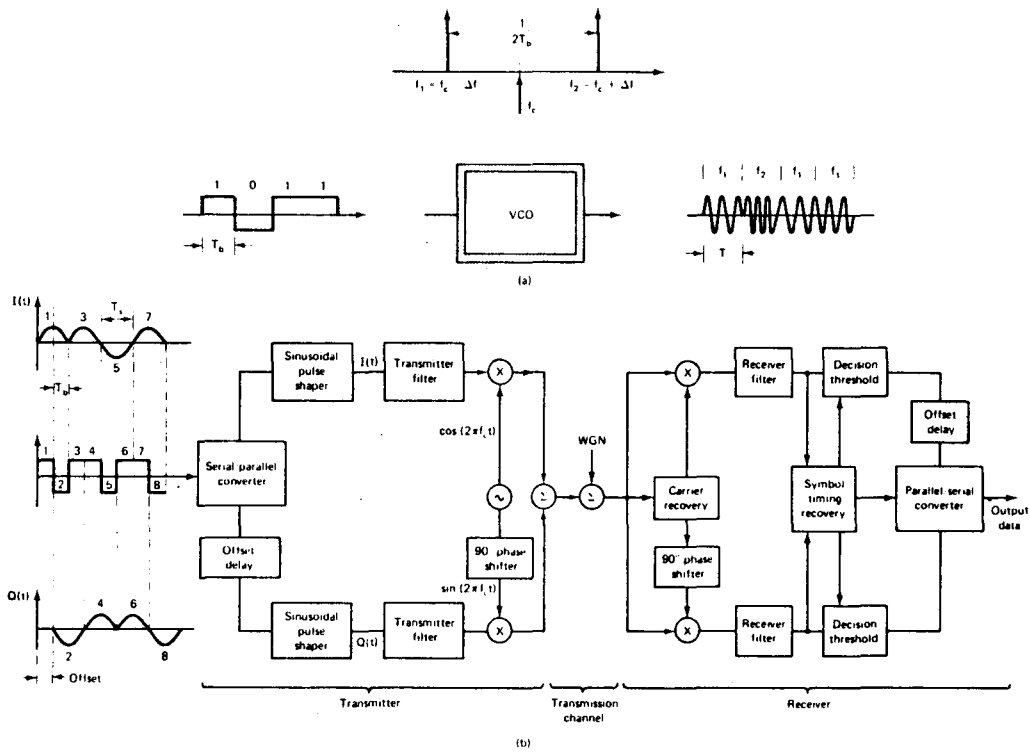 1
2T_b
f_1 = f_c - Δf
f_2 = f_c + Δf
f_c
1 0 1 1
T_b
VCO
f_1 f_2 f_1 f_1
T
(a)
I(t)
1 3 5 7
T_s
T_b
1 2 3 4 5 6 7 8
Q(t)
2 4 6 8
Offset
Serial parallel
converter
Offset
delay
Sinusoidal
pulse
shaper
I(t)
Transmitter
filter
X
cos (2πf_c t)
∼
90° phase
shifter
sin (2πf_c t)
Sinusoidal
pulse
shaper
Q(t)
Transmitter
filter
X
Σ
WGN
Σ
X
Carrier
recovery
90° phase
shifter
X
Receiver
filter
Decision
threshold
Offset
delay
Symbol
timing
recovery
Parallel-serial
converter
Output
data
Receiver
filter
Decision
threshold
Transmitter
Transmission
channel
Receiver
(b)